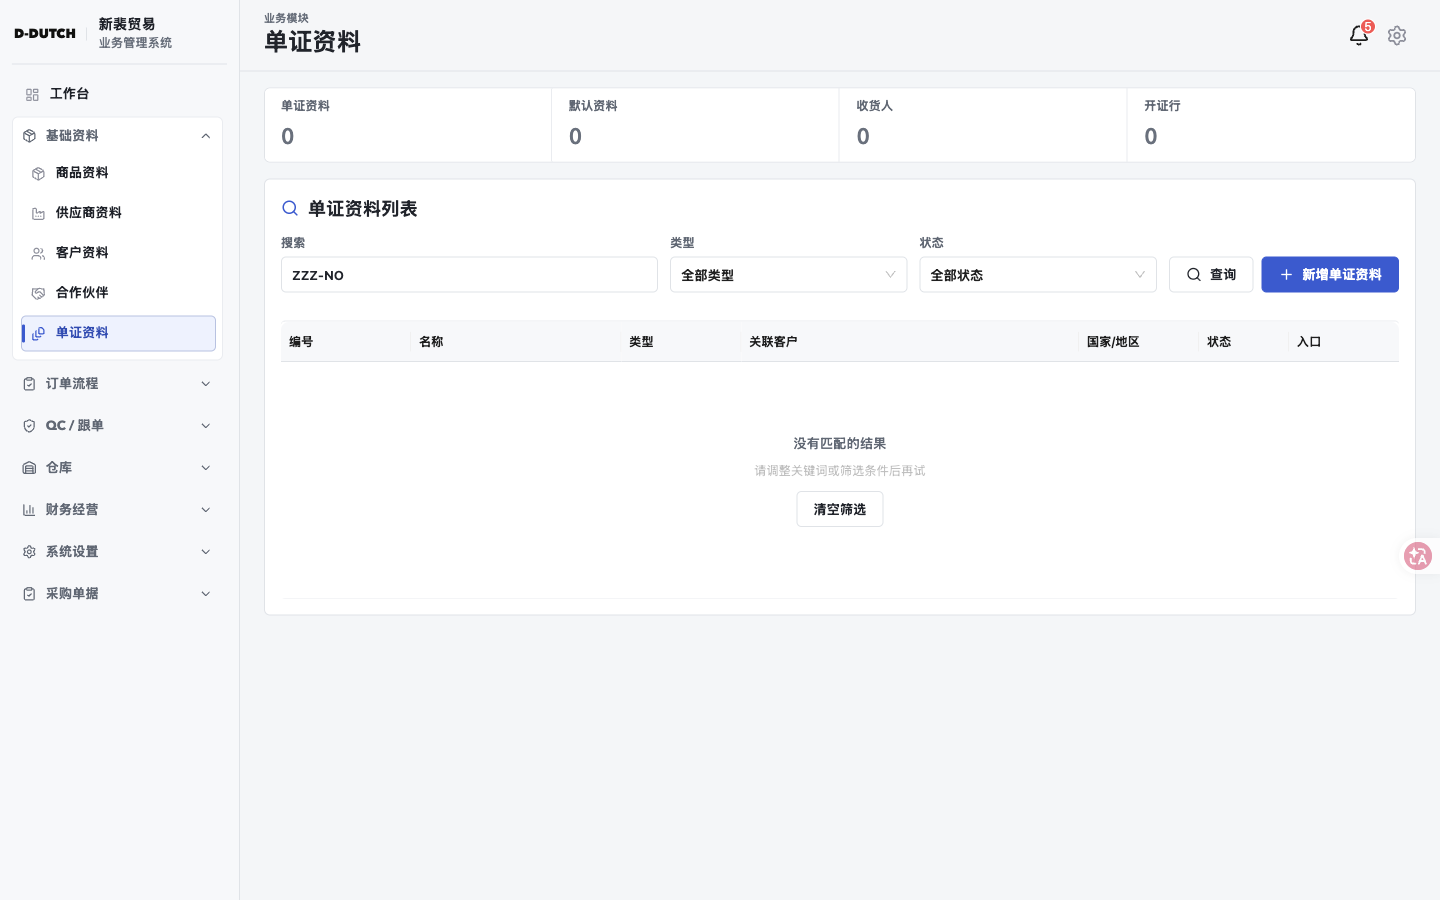 D-DUTCH
新裴贸易
业务管理系统
工作台
基础资料
商品资料
供应商资料
客户资料
合作伙伴
单证资料
订单流程
QC / 跟单
仓库
财务经营
系统设置
采购单据
业务模块
单证资料
5
单证资料
0
默认资料
0
收货人
0
开证行
0
单证资料列表
搜索
类型
状态
ZZZ-NO
全部类型
全部状态
查询
新增单证资料
编号
名称
类型
关联客户
国家/地区
状态
入口
没有匹配的结果
请调整关键词或筛选条件后再试
清空筛选